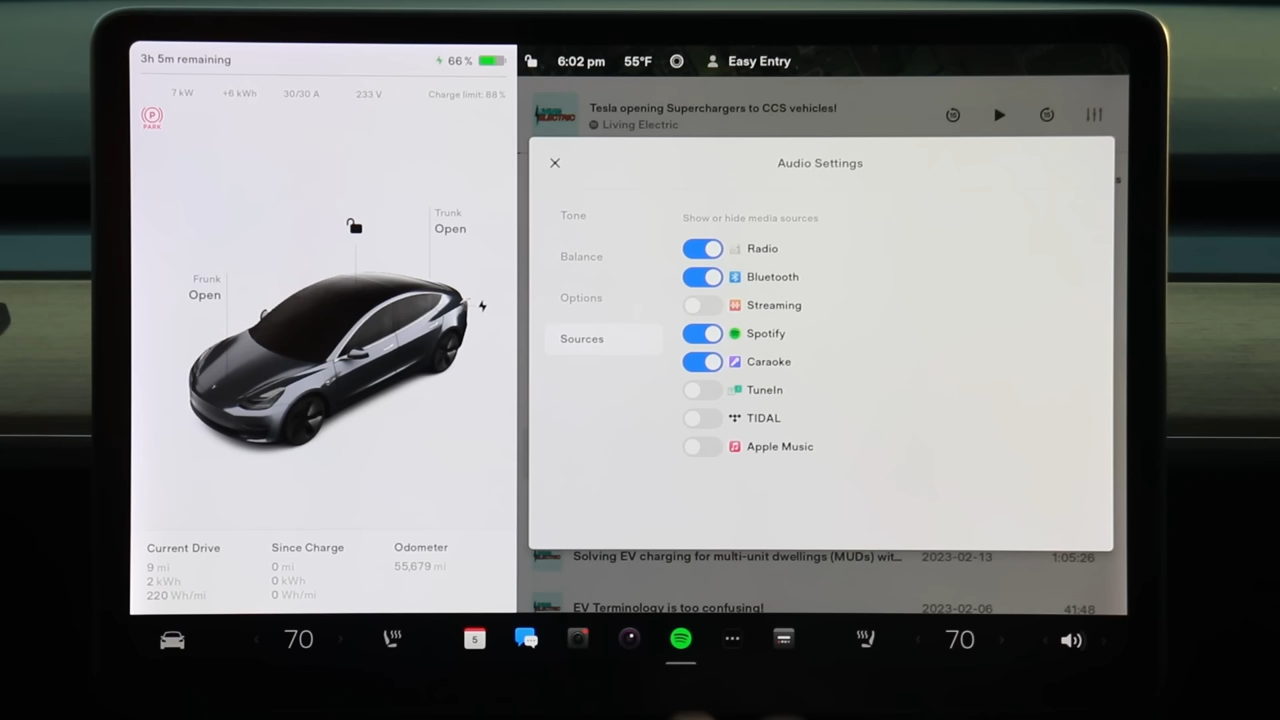 3h 5m remaining
66 %
7 kW
+6 kWh
30/30 A
233 V
Charge limit: 88 %
P
PARK
Trunk
Open
Frunk
Open
Current Drive
9 mi
2 kWh
220 Wh/mi
Since Charge
0 mi
0 kWh
0 Wh/mi
Odometer
55,679 mi
6:02 pm
55°F
Easy Entry
Tesla opening Superchargers to CCS vehicles!
Living Electric
15
15
Audio Settings
Tone
Balance
Options
Sources
Show or hide media sources
Radio
Bluetooth
Streaming
Spotify
Caraoke
TuneIn
TIDAL
Apple Music
Solving EV charging for multi-unit dwellings (MUDs) wit... 2023-02-13 1:05:26
EV Terminology is too confusing! 2023-02-06 41:48
70
5
70